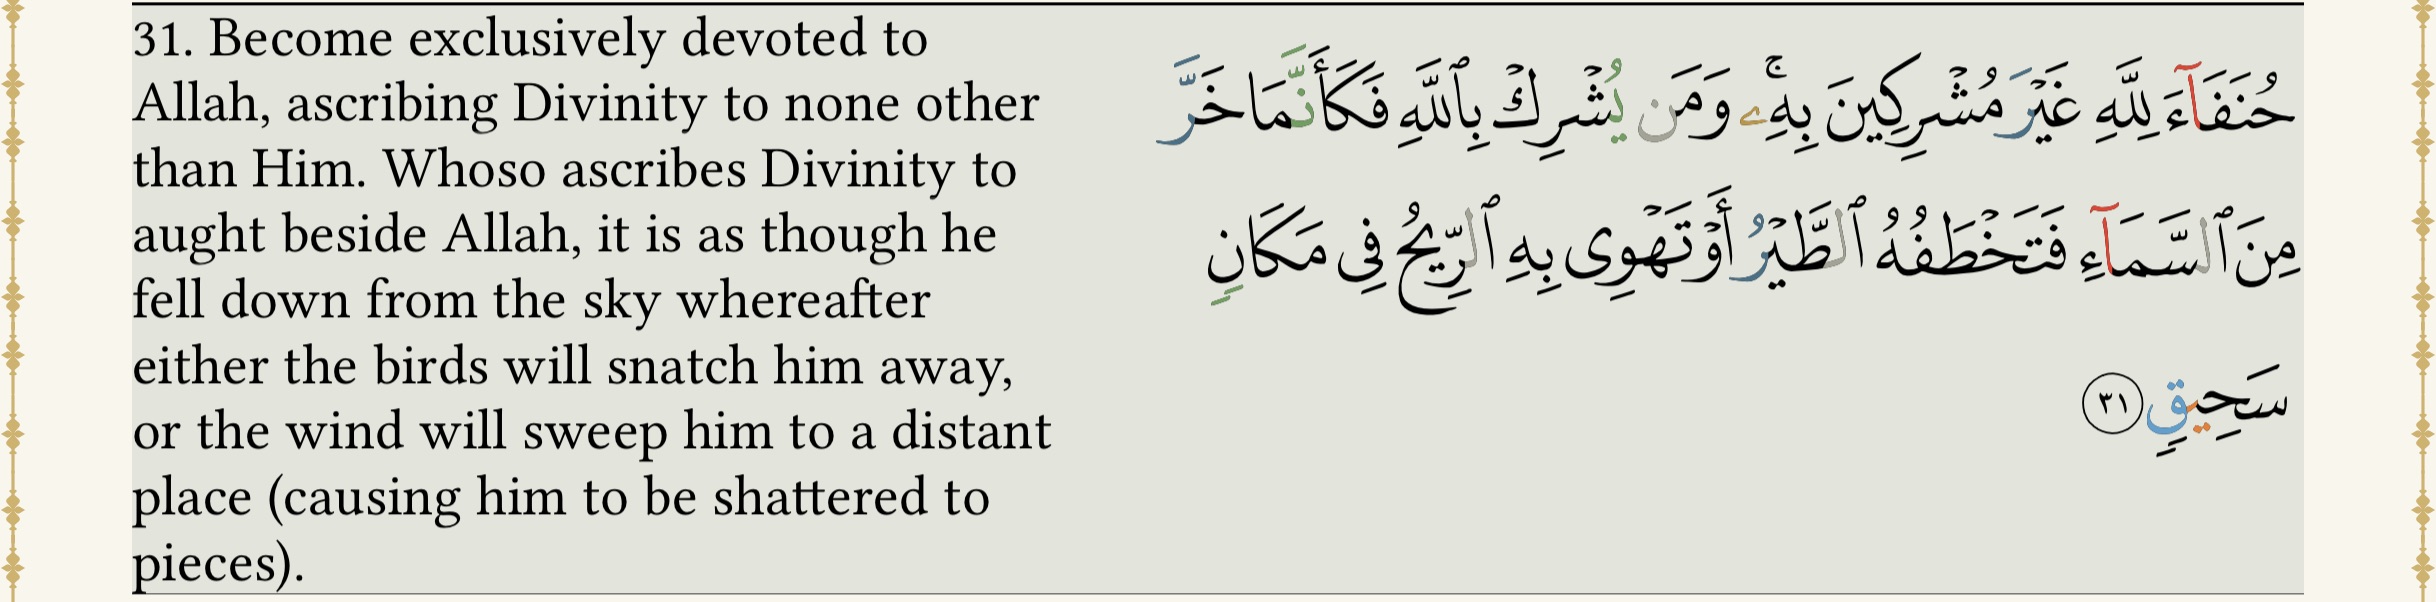 31. Become exclusively devoted to
Allah, ascribing Divinity to none other
than Him. Whoso ascribes Divinity to
aught beside Allah, it is as though he
fell down from the sky whereafter
either the birds will snatch him away,
or the wind will sweep him to a distant
place (causing him to be shattered to
pieces).
حُنَفَآءَ لِلَّهِ غَيْرَ مُشْرِكِينَ بِهِۦ ۚ وَمَن يُشْرِكْ بِٱللَّهِ فَكَأَنَّمَا خَرَّ
مِنَ ٱلسَّمَآءِ فَتَخْطَفُهُ ٱلطَّيْرُ أَوْ تَهْوِى بِهِ ٱلرِّيحُ فِى مَكَانٍ
سَحِيقٍ ٣١